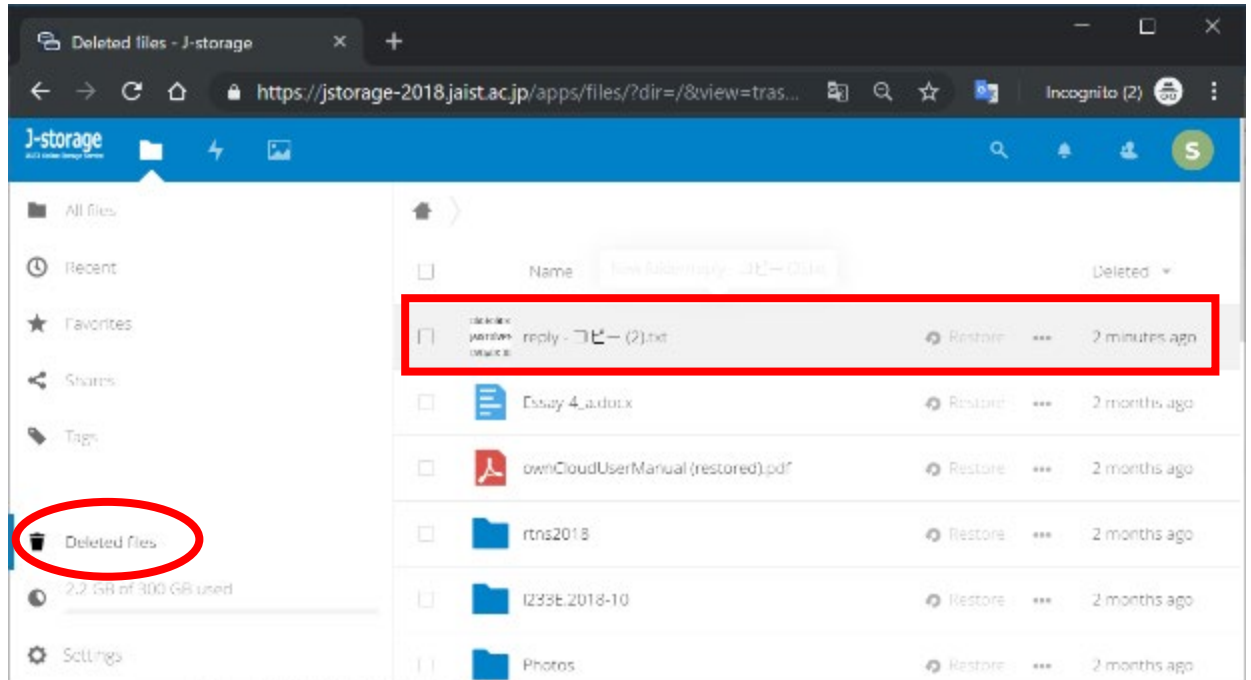 Deleted files - J-storage
https://jstorage-2018.jaist.ac.jp/apps/files/?dir=/&view=tras...
Incognito (2)
J-storage
S
All files
Recent
Favorites
Shares
Tags
Deleted files
2.2 GB of 300 GB used
Settings
Name
Deleted
reply - コピー (2).txt
Restore
2 minutes ago
Essay-4_a.docx
Restore
2 months ago
ownCloudUserManual (restored).pdf
Restore
2 months ago
rtns2018
Restore
2 months ago
I233E.2018-10
Restore
2 months ago
Photos
Restore
2 months ago